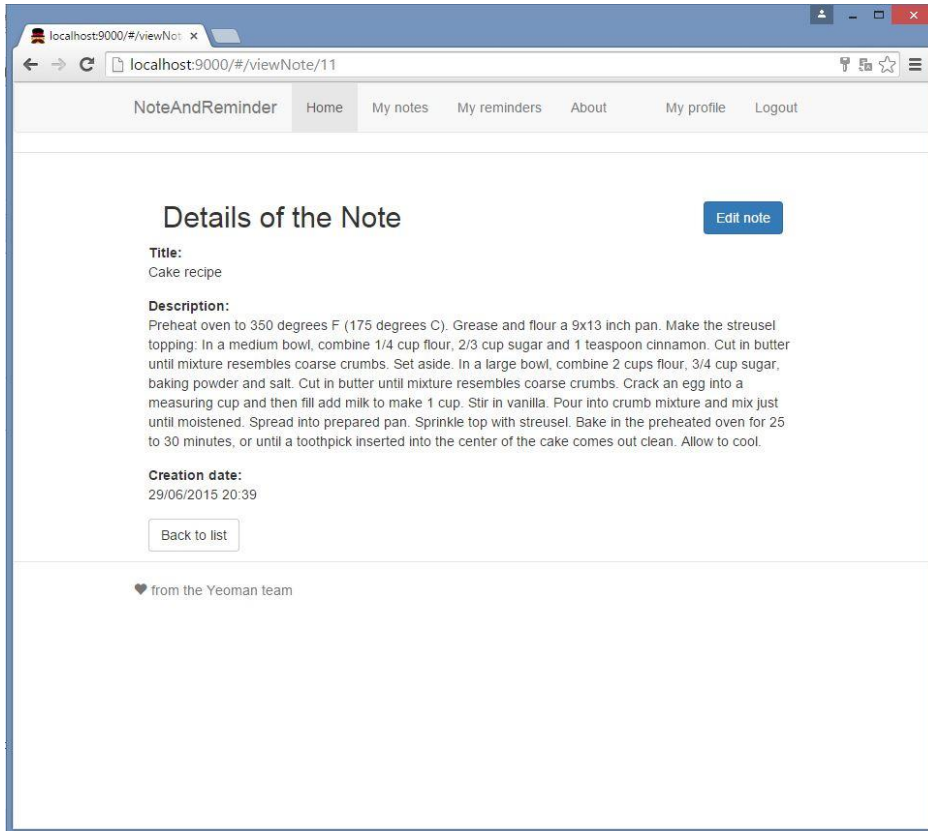 localhost:9000/#/viewNot
localhost:9000/#/viewNote/11
NoteAndReminder Home My notes My reminders About My profile Logout
Details of the Note Edit note
Title:
Cake recipe
Description:
Preheat oven to 350 degrees F (175 degrees C). Grease and flour a 9x13 inch pan. Make the streusel
topping: In a medium bowl, combine 1/4 cup flour, 2/3 cup sugar and 1 teaspoon cinnamon. Cut in butter
until mixture resembles coarse crumbs. Set aside. In a large bowl, combine 2 cups flour, 3/4 cup sugar,
baking powder and salt. Cut in butter until mixture resembles coarse crumbs. Crack an egg into a
measuring cup and then fill add milk to make 1 cup. Stir in vanilla. Pour into crumb mixture and mix just
until moistened. Spread into prepared pan. Sprinkle top with streusel. Bake in the preheated oven for 25
to 30 minutes, or until a toothpick inserted into the center of the cake comes out clean. Allow to cool.
Creation date:
29/06/2015 20:39
Back to list
♥ from the Yeoman team